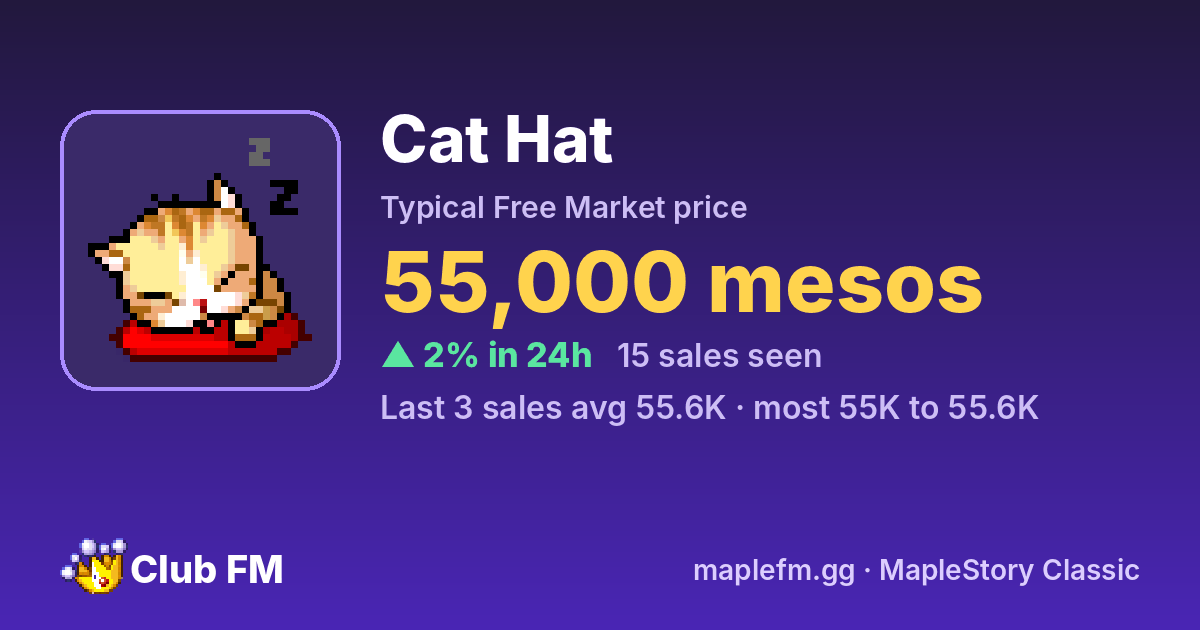 Z
Z
Cat Hat
Typical Free Market price
55,000 mesos
▲ 2% in 24h 15 sales seen
Last 3 sales avg 55.6K · most 55K to 55.6K
Club FM
maplefm.gg · MapleStory Classic